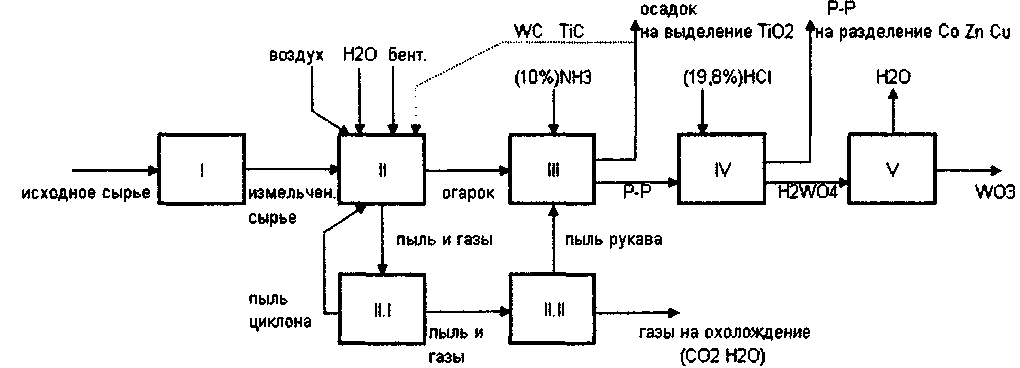 осадок
на выделение TiO2
Р-Р
на разделение Co Zn Cu
WC TiC
воздух
H2O
бент.
(10%)NH3
(19,8%)HCl
H2O
I
II
III
IV
V
исходное сырье
измельчен.
сырье
огарок
Р-Р
H2WO4
WO3
пыль и газы
пыль рукава
пыль
циклона
II.I
II.II
пыль и
газы
газы на охолождение
(CO2 H2O)